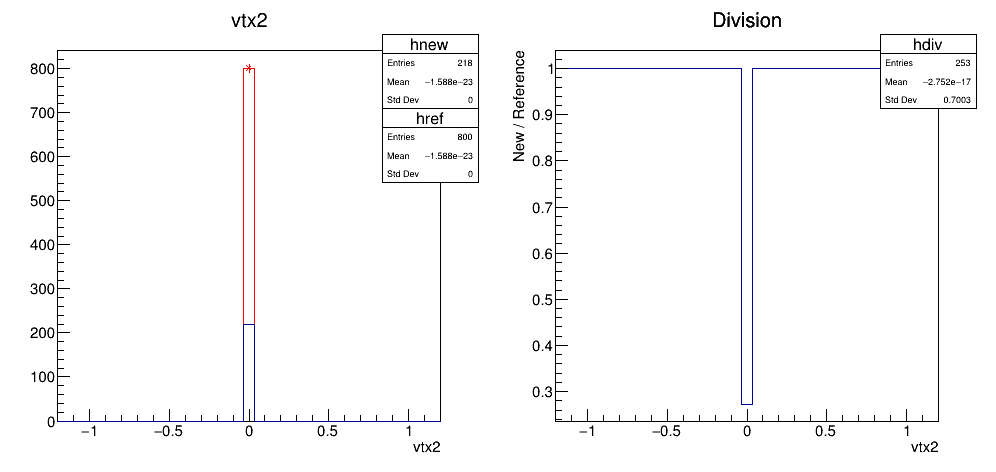 vtx2
hnew
Entries 218
Mean −1.588e−23
Std Dev 0
href
Entries 800
Mean −1.588e−23
Std Dev 0
800
700
600
500
400
300
200
100
0
−1 −0.5 0 0.5 1
vtx2
Division
hdiv
Entries 253
Mean −2.752e−17
Std Dev 0.7003
New / Reference
1
0.9
0.8
0.7
0.6
0.5
0.4
0.3
−1 −0.5 0 0.5 1
vtx2